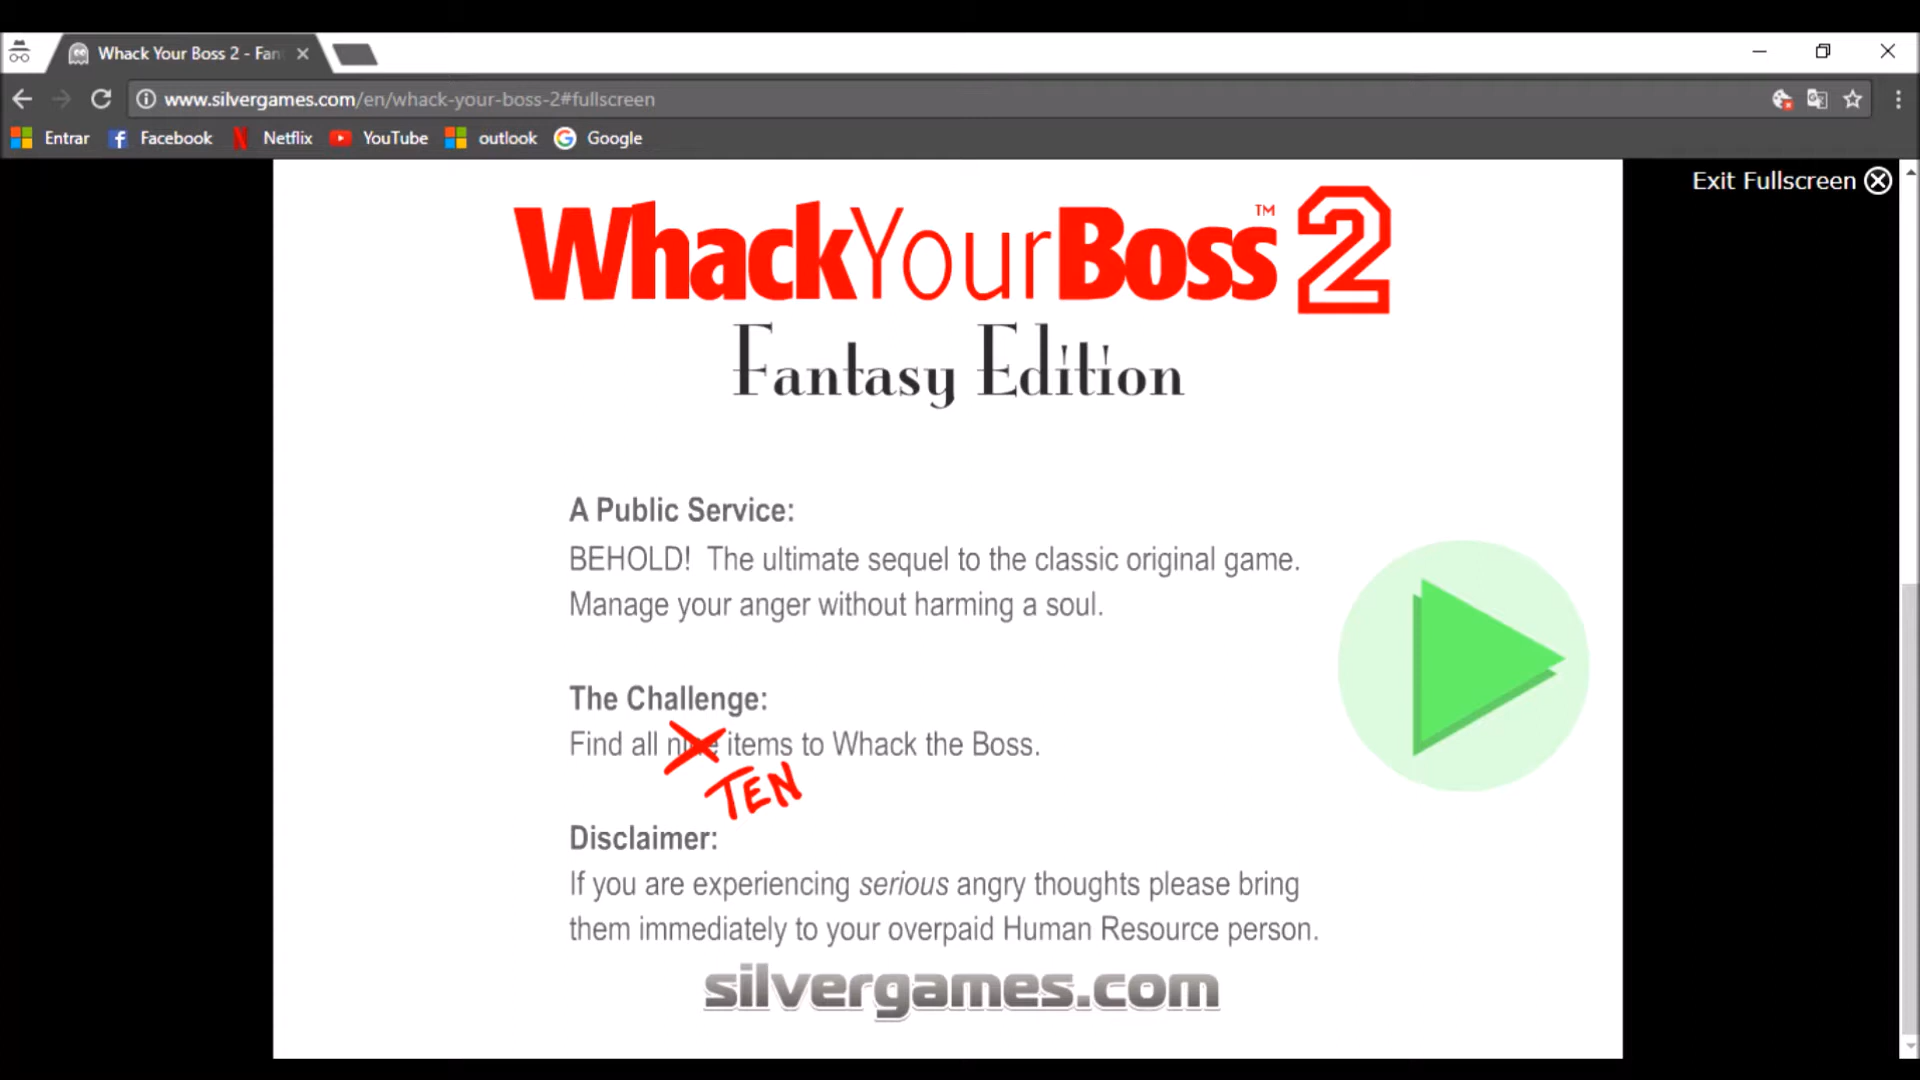 Whack Your Boss 2 - Fan
www.silvergames.com/en/whack-your-boss-2#fullscreen
Entrar Facebook Netflix YouTube outlook Google
Exit Fullscreen
WhackYourBoss™ 2
Fantasy Edition
A Public Service:
BEHOLD! The ultimate sequel to the classic original game.
Manage your anger without harming a soul.
The Challenge:
Find all nine items to Whack the Boss.
TEN
Disclaimer:
If you are experiencing serious angry thoughts please bring
them immediately to your overpaid Human Resource person.
silvergames.com